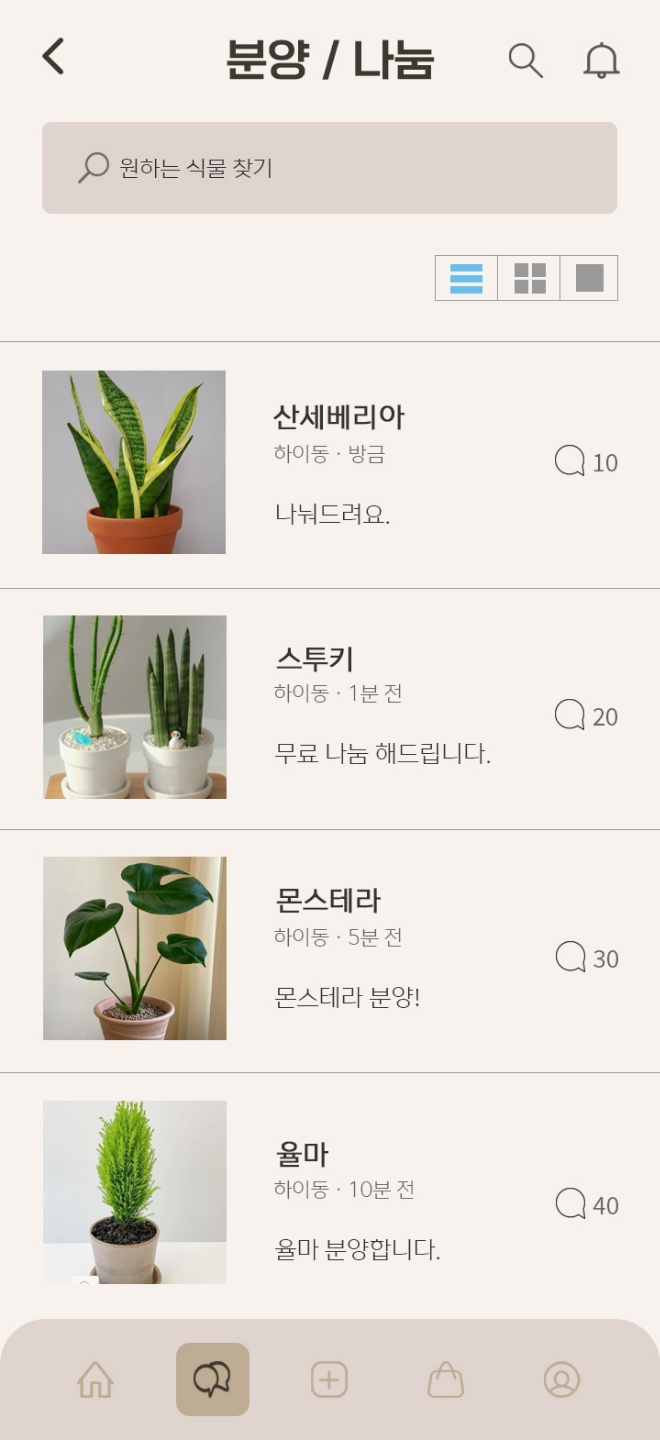 분양 / 나눔
원하는 식물 찾기
산세베리아
하이동 · 방금
10
나눠드려요.
스투키
하이동 · 1분 전
20
무료 나눔 해드립니다.
몬스테라
하이동 · 5분 전
30
몬스테라 분양!
율마
하이동 · 10분 전
40
율마 분양합니다.